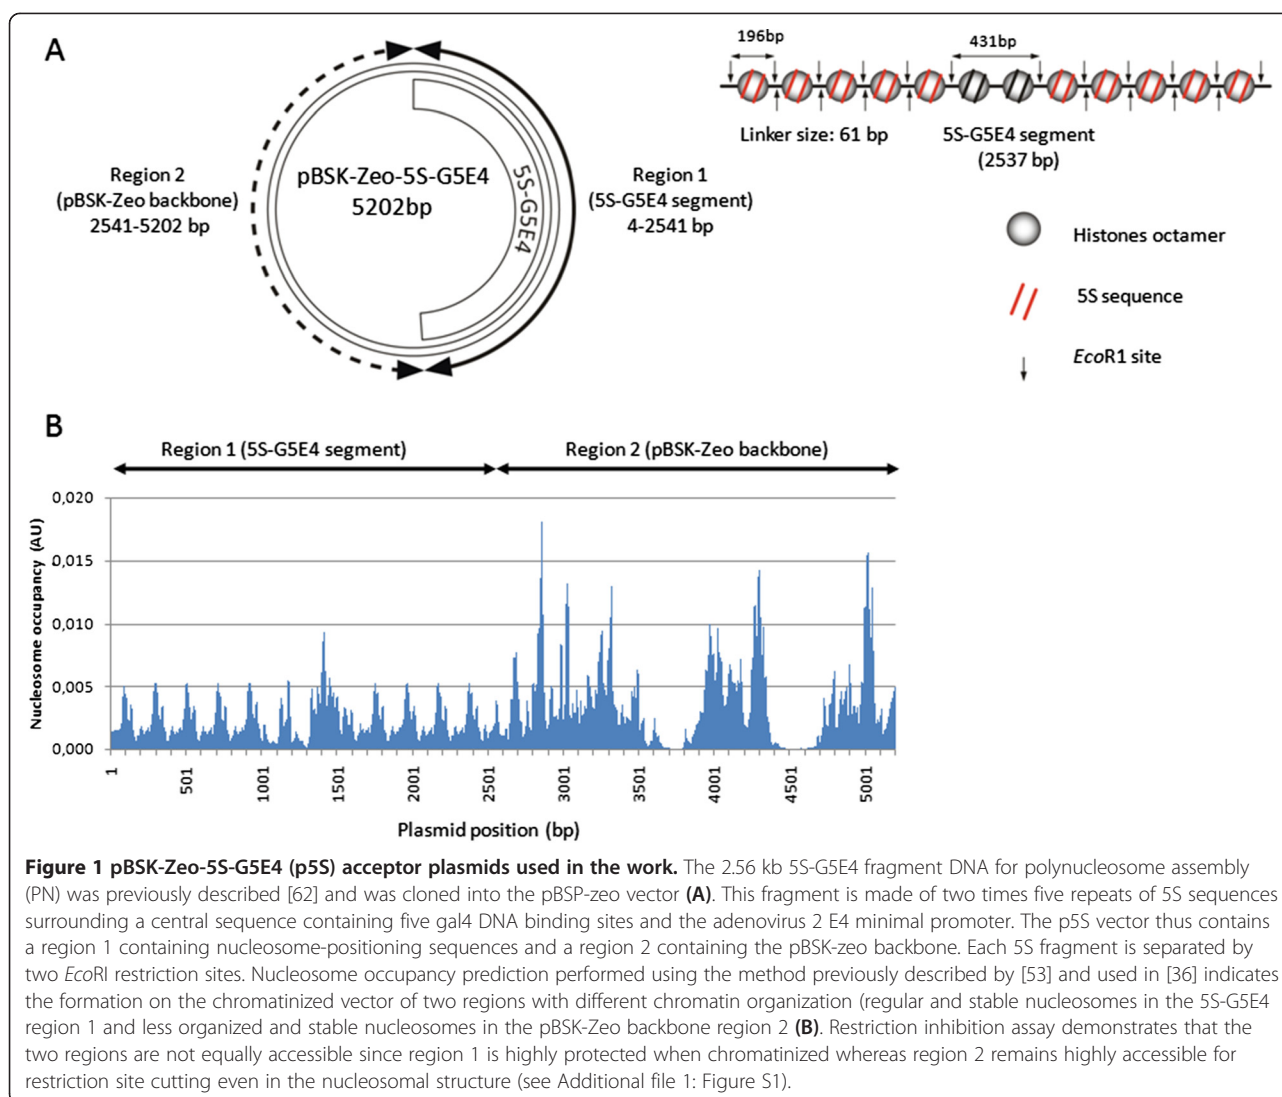 A
196bp
431bp
Linker size: 61 bp
5S-G5E4 segment
(2537 bp)
Region 2
(pBSK-Zeo backbone)
2541-5202 bp
pBSK-Zeo-5S-G5E4
5202bp
5S-G5E4
Region 1
(5S-G5E4 segment)
4-2541 bp
Histones octamer
5S sequence
EcoR1 site
B
Region 1 (5S-G5E4 segment)
Region 2 (pBSK-Zeo backbone)
Nucleosome occupancy (AU)
0,020
0,015
0,010
0,005
0,000
1
501
1001
1501
2001
2501
3001
3501
4001
4501
5001
Plasmid position (bp)
Figure 1 pBSK-Zeo-5S-G5E4 (p5S) acceptor plasmids used in the work. The 2.56 kb 5S-G5E4 fragment DNA for polynucleosome assembly
(PN) was previously described [62] and was cloned into the pBSP-zeo vector (A). This fragment is made of two times five repeats of 5S sequences
surrounding a central sequence containing five gal4 DNA binding sites and the adenovirus 2 E4 minimal promoter. The p5S vector thus contains
a region 1 containing nucleosome-positioning sequences and a region 2 containing the pBSK-zeo backbone. Each 5S fragment is separated by
two EcoRI restriction sites. Nucleosome occupancy prediction performed using the method previously described by [53] and used in [36] indicates
the formation on the chromatinized vector of two regions with different chromatin organization (regular and stable nucleosomes in the 5S-G5E4
region 1 and less organized and stable nucleosomes in the pBSK-Zeo backbone region 2 (B). Restriction inhibition assay demonstrates that the
two regions are not equally accessible since region 1 is highly protected when chromatinized whereas region 2 remains highly accessible for
restriction site cutting even in the nucleosomal structure (see Additional file 1: Figure S1).